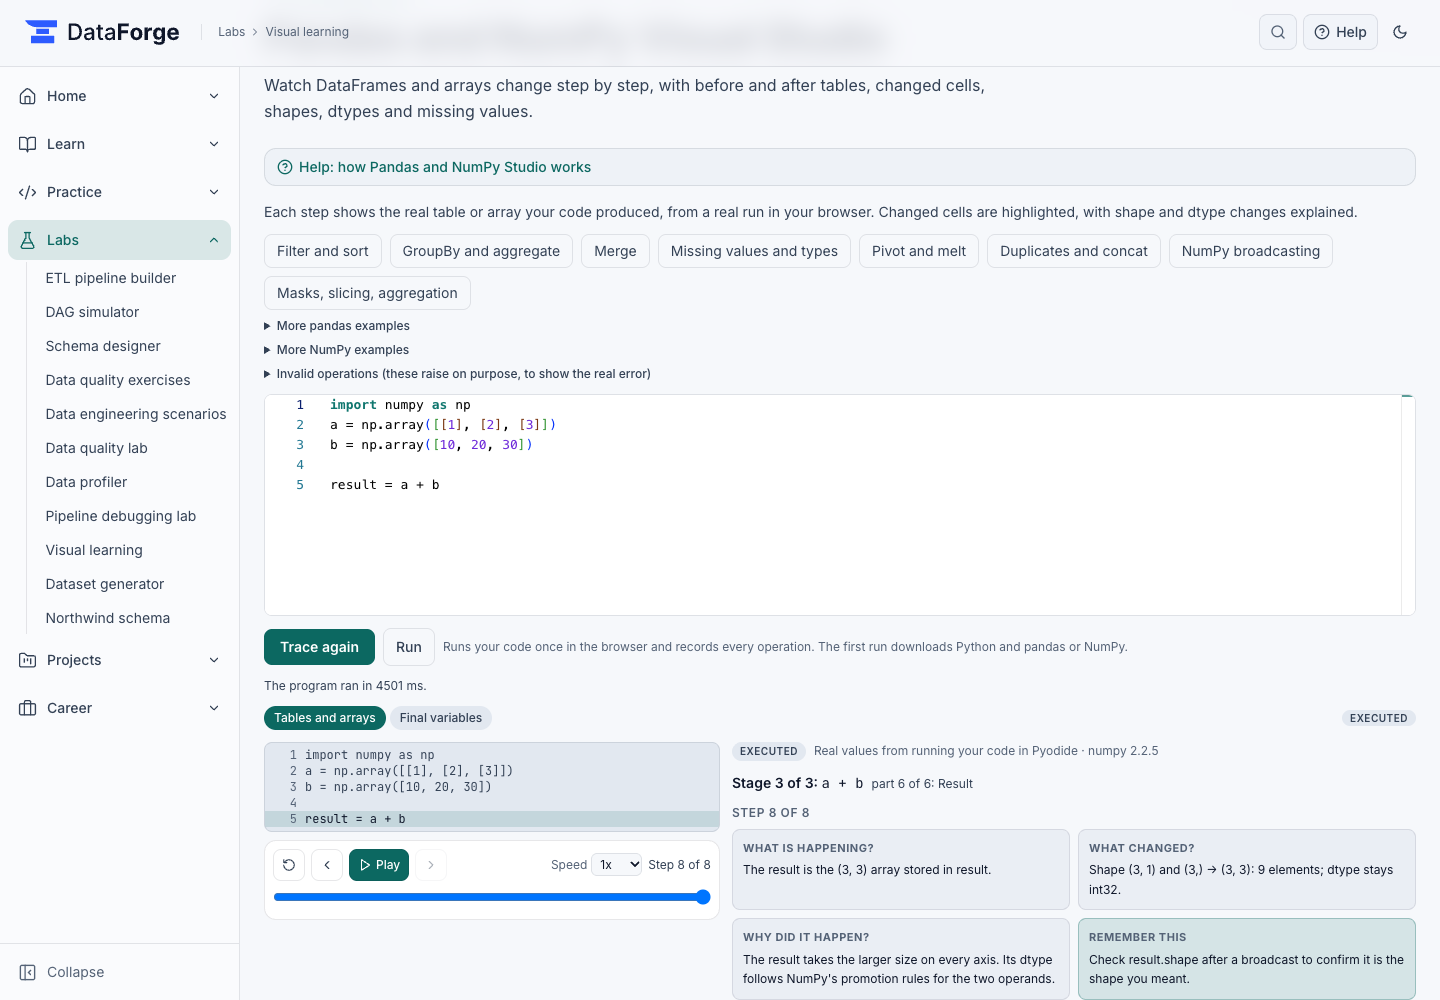 DataForge
Labs > Visual learning
Help
Home
Learn
Practice
Labs
ETL pipeline builder
DAG simulator
Schema designer
Data quality exercises
Data engineering scenarios
Data quality lab
Data profiler
Pipeline debugging lab
Visual learning
Dataset generator
Northwind schema
Projects
Career
Collapse
Watch DataFrames and arrays change step by step, with before and after tables, changed cells,
shapes, dtypes and missing values.
Help: how Pandas and NumPy Studio works
Each step shows the real table or array your code produced, from a real run in your browser. Changed cells are highlighted, with shape and dtype changes explained.
Filter and sort
GroupBy and aggregate
Merge
Missing values and types
Pivot and melt
Duplicates and concat
NumPy broadcasting
Masks, slicing, aggregation
More pandas examples
More NumPy examples
Invalid operations (these raise on purpose, to show the real error)
1 import numpy as np
2 a = np.array([[1], [2], [3]])
3 b = np.array([10, 20, 30])
4
5 result = a + b
Trace again
Run
Runs your code once in the browser and records every operation. The first run downloads Python and pandas or NumPy.
The program ran in 4501 ms.
Tables and arrays
Final variables
EXECUTED
1 import numpy as np
2 a = np.array([[1], [2], [3]])
3 b = np.array([10, 20, 30])
4
5 result = a + b
Play
Speed
1x
Step 8 of 8
EXECUTED
Real values from running your code in Pyodide · numpy 2.2.5
Stage 3 of 3: a + b part 6 of 6: Result
STEP 8 OF 8
WHAT IS HAPPENING?
The result is the (3, 3) array stored in result.
WHAT CHANGED?
Shape (3, 1) and (3,) → (3, 3): 9 elements; dtype stays
int32.
WHY DID IT HAPPEN?
The result takes the larger size on every axis. Its dtype
follows NumPy's promotion rules for the two operands.
REMEMBER THIS
Check result.shape after a broadcast to confirm it is the
shape you meant.